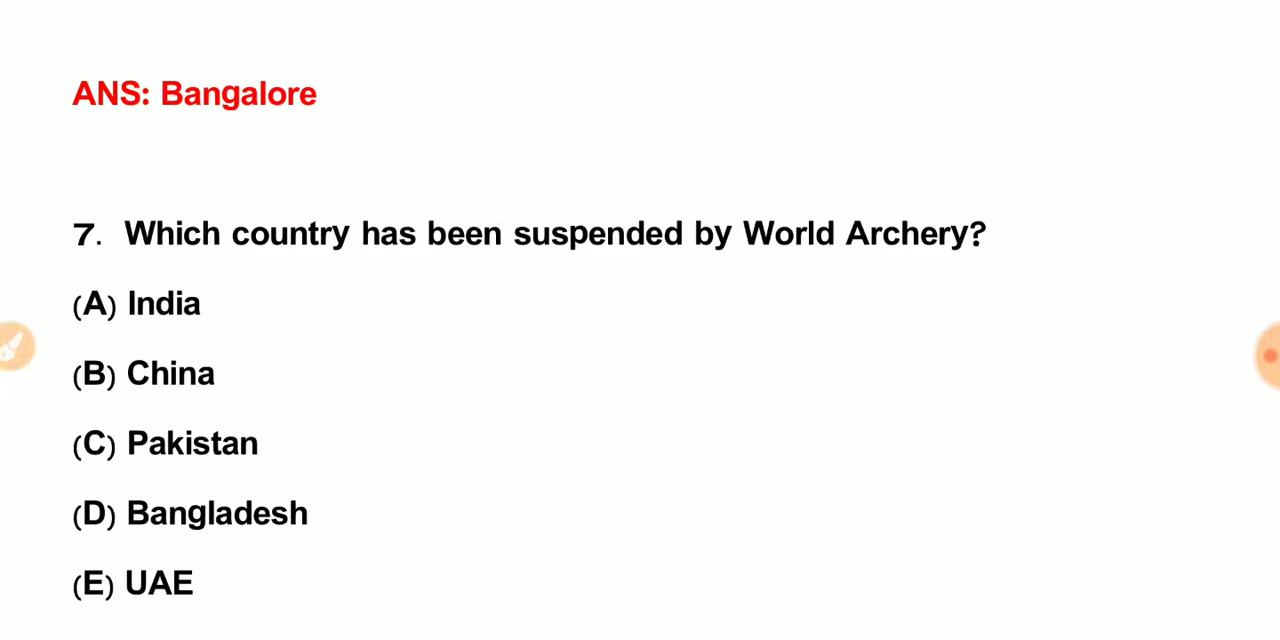 ANS: Bangalore
7. Which country has been suspended by World Archery?
(A) India
(B) China
(C) Pakistan
(D) Bangladesh
(E) UAE